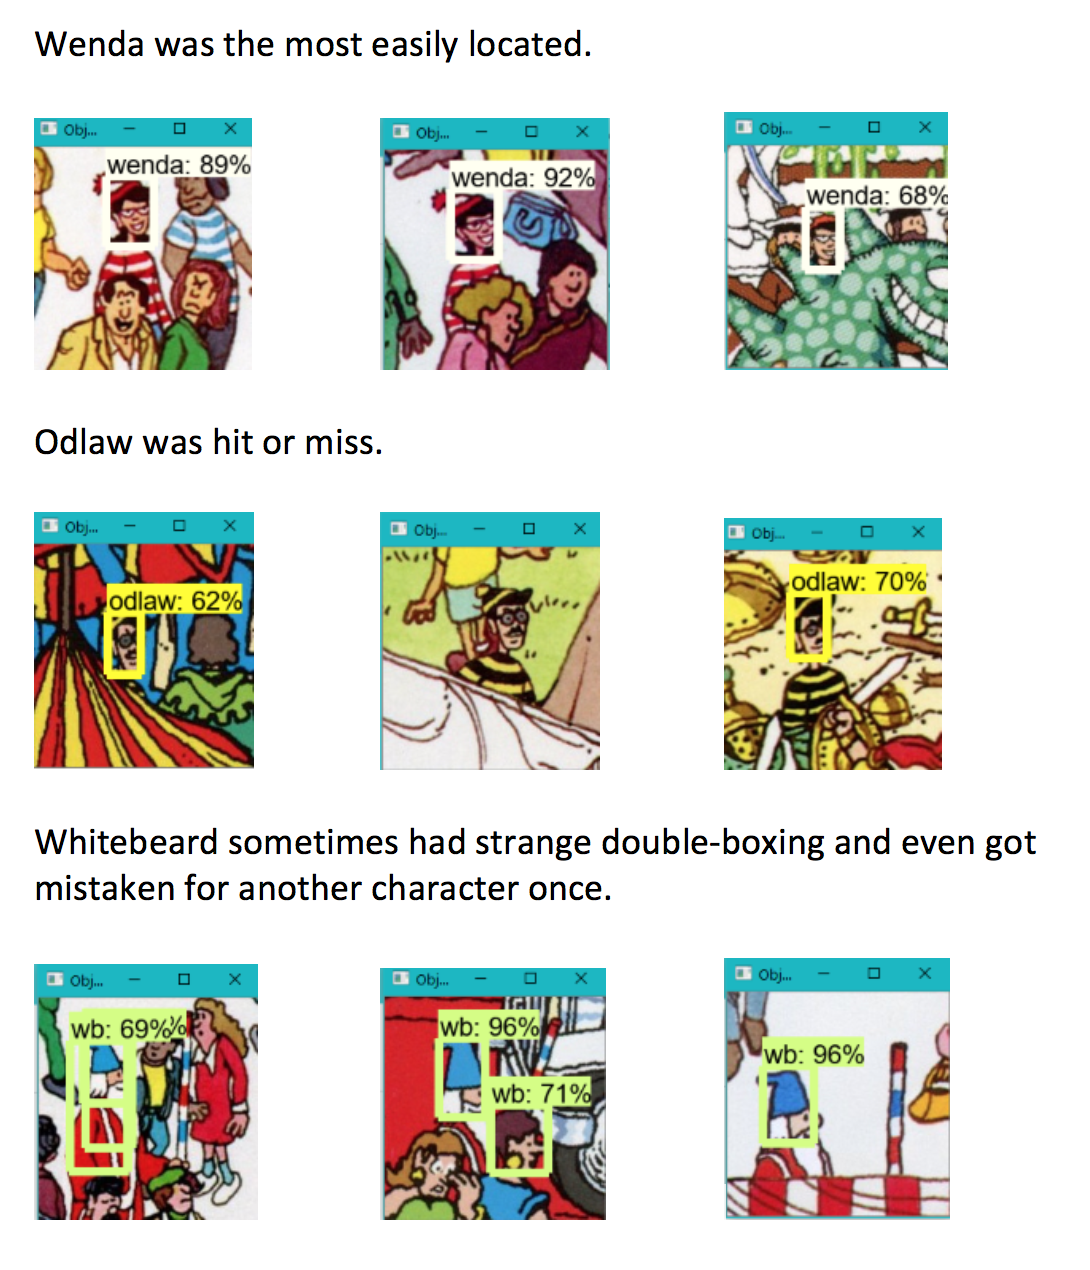 Wenda was the most easily located.
Obj...
Obj...
Obj...
wenda: 89%
wenda: 92%
wenda: 68%
Odlaw was hit or miss.
Obj...
Obj...
Obj...
odlaw: 62%
odlaw: 70%
Whitebeard sometimes had strange double-boxing and even got
mistaken for another character once.
Obj...
Obj...
Obj...
wb: 69%%
wb: 96%
wb: 71%
wb: 96%